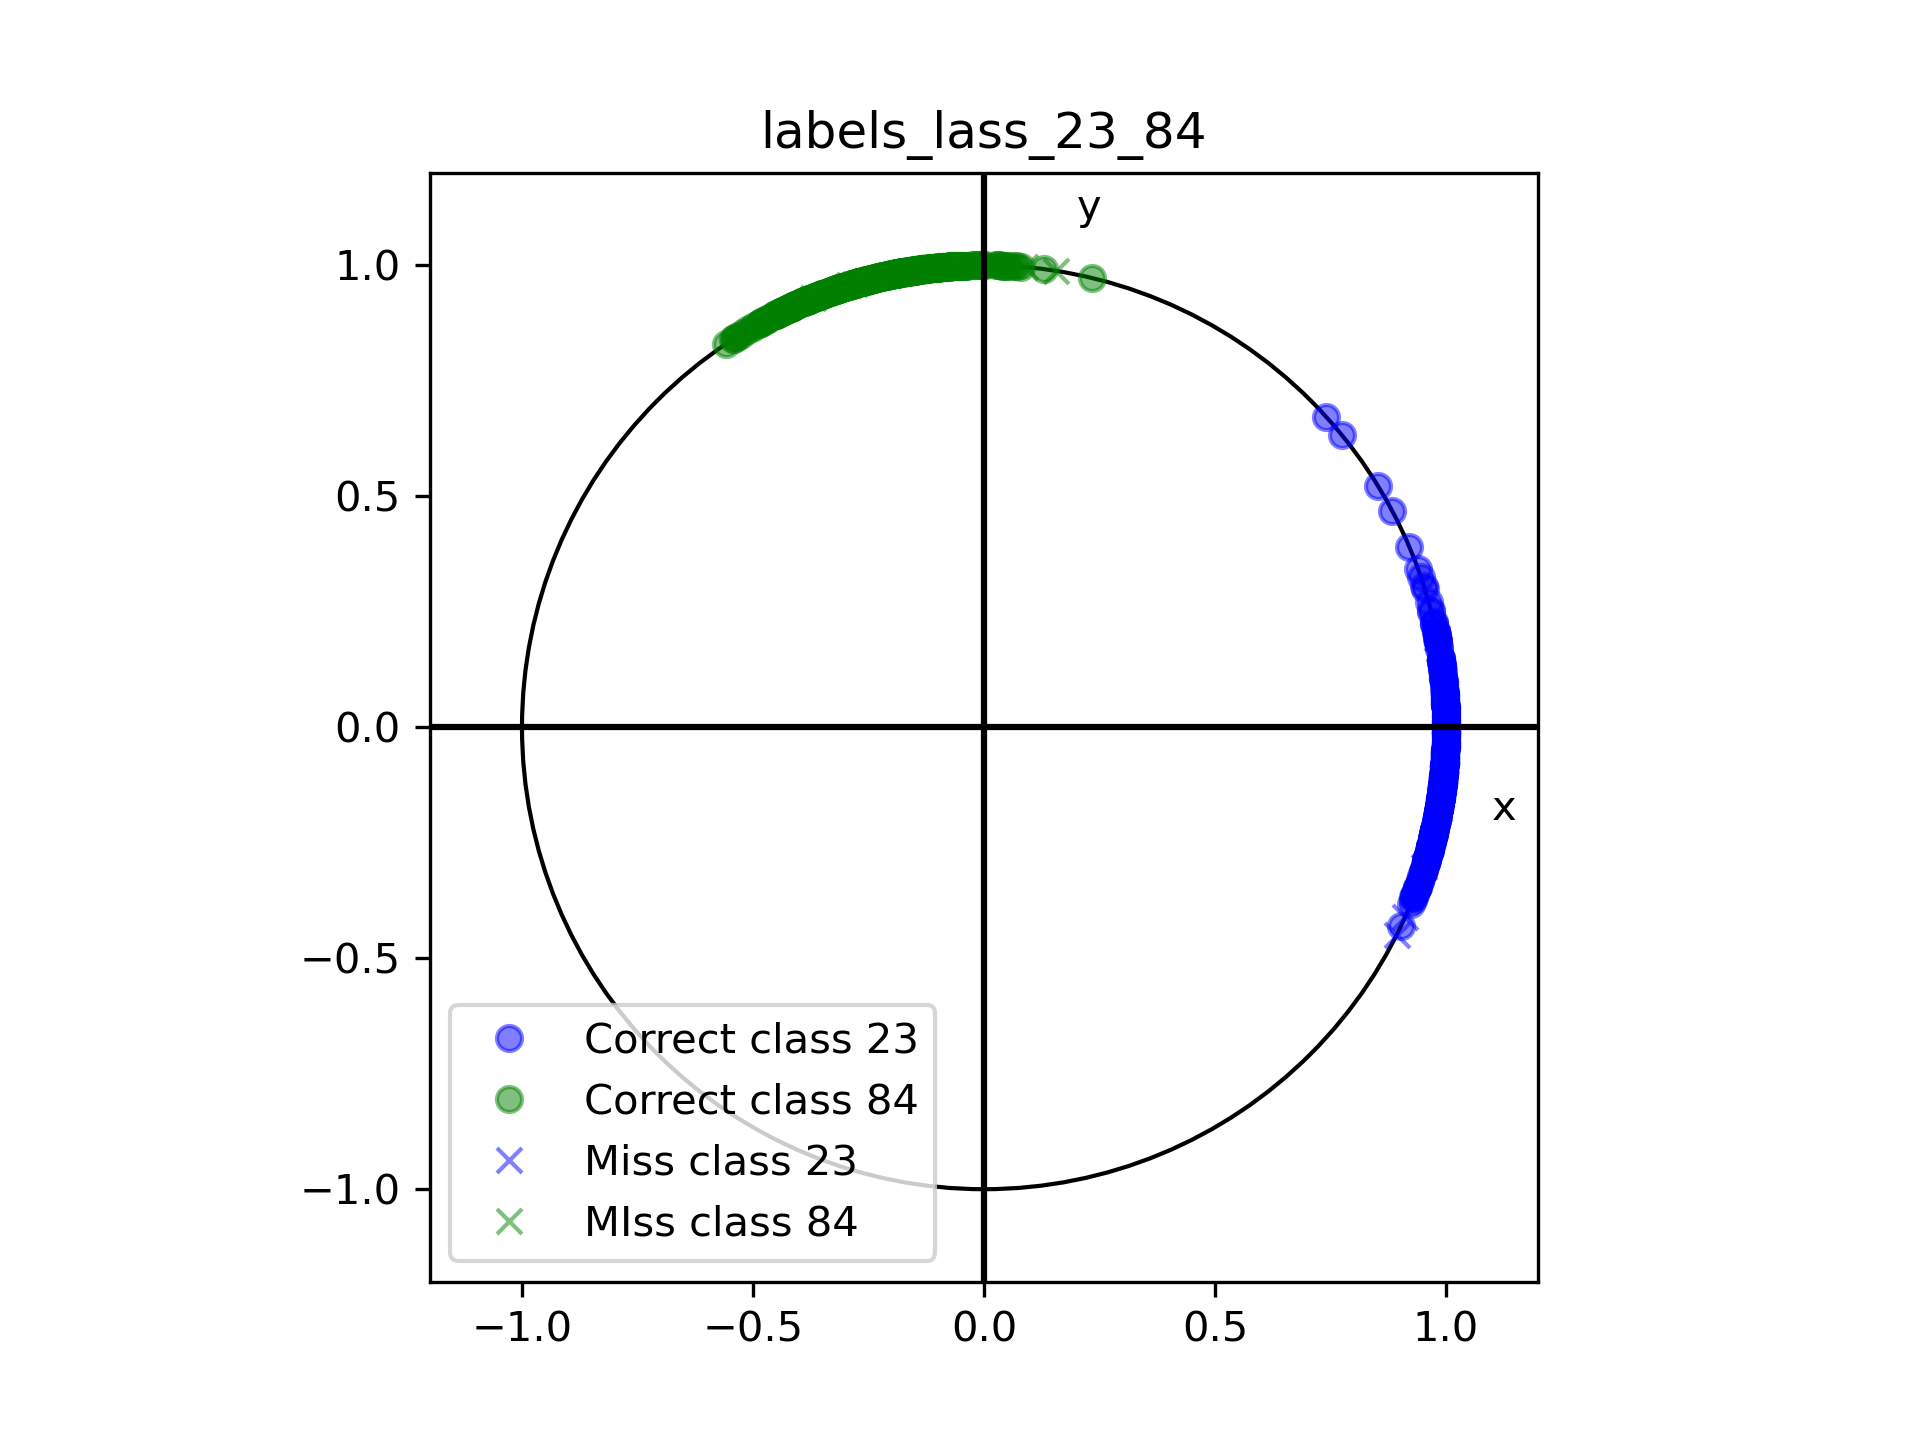 labels_lass_23_84
y
1.0
0.5
0.0
−0.5
−1.0
x
Correct class 23
Correct class 84
Miss class 23
MIss class 84
−1.0 −0.5 0.0 0.5 1.0